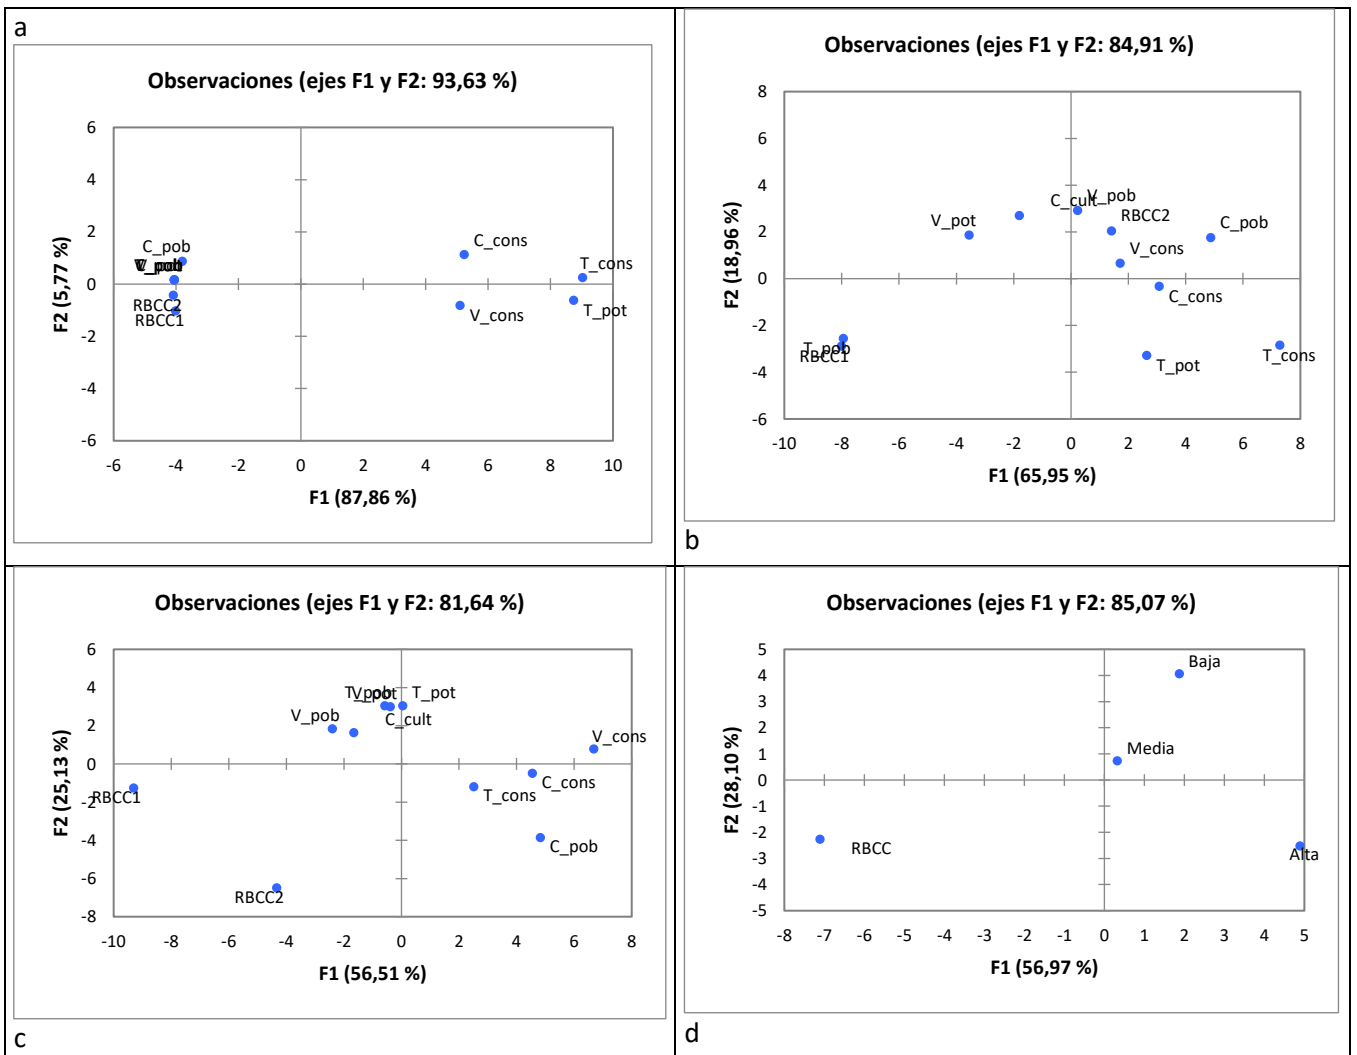 a
Observaciones (ejes F1 y F2: 93,63 %)
6
4
2
0
-2
-4
-6
F2 (5,77 %)
C_pob
RBCC2
RBCC1
C_cons
V_cons
T_cons
T_pot
-6 -4 -2 0 2 4 6 8 10
F1 (87,86 %)
Observaciones (ejes F1 y F2: 84,91 %)
8
6
4
2
0
-2
-4
-6
F2 (18,96 %)
V_pot
C_cult
V_pob
RBCC2
C_pob
V_cons
C_cons
T_pob
RBCC1
T_pot
T_cons
-10 -8 -6 -4 -2 0 2 4 6 8
F1 (65,95 %)
b
Observaciones (ejes F1 y F2: 81,64 %)
6
4
2
0
-2
-4
-6
-8
F2 (25,13 %)
T_pob
V_pot
T_pot
V_pob
C_cult
V_cons
C_cons
RBCC1
T_cons
C_pob
RBCC2
-10 -8 -6 -4 -2 0 2 4 6 8
F1 (56,51 %)
c
Observaciones (ejes F1 y F2: 85,07 %)
5
4
3
2
1
0
-1
-2
-3
-4
-5
F2 (28,10 %)
Baja
Media
RBCC
Alta
-8 -7 -6 -5 -4 -3 -2 -1 0 1 2 3 4 5
F1 (56,97 %)
d